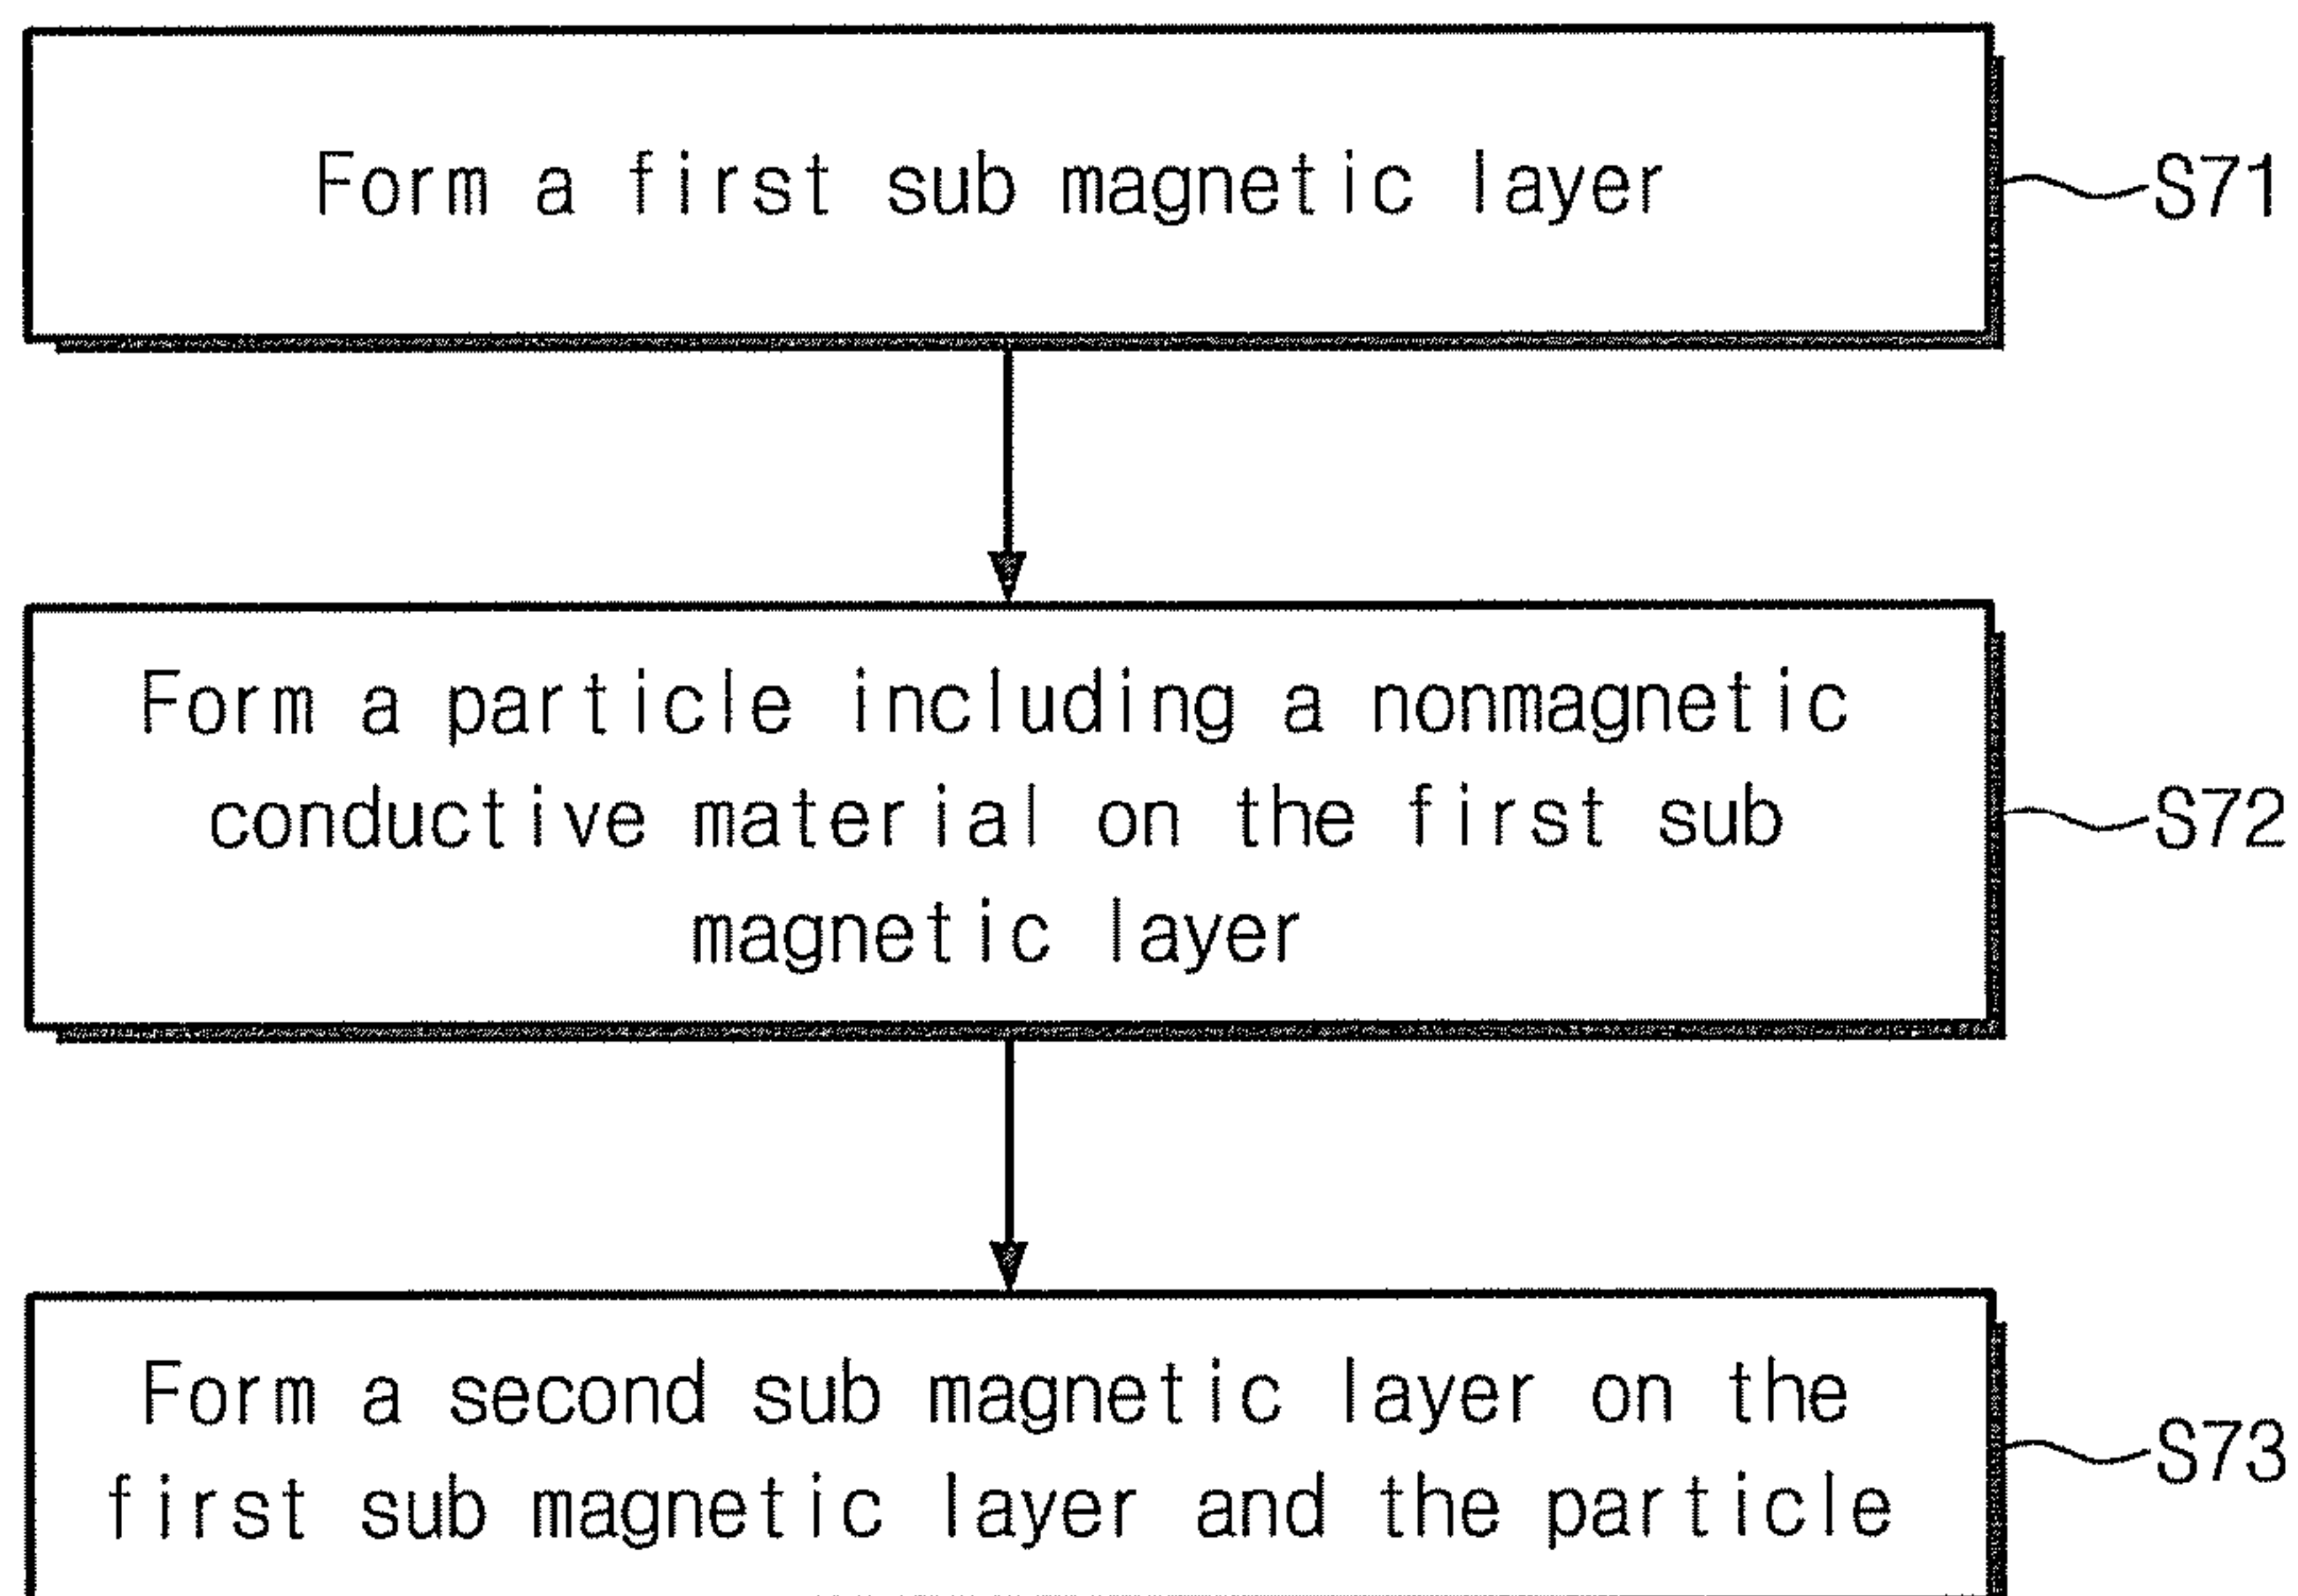 Form a first sub magnetic layer
S71
Form a particle including a nonmagnetic
conductive material on the first sub
magnetic layer
S72
Form a second sub magnetic layer on the
first sub magnetic layer and the particle
S73